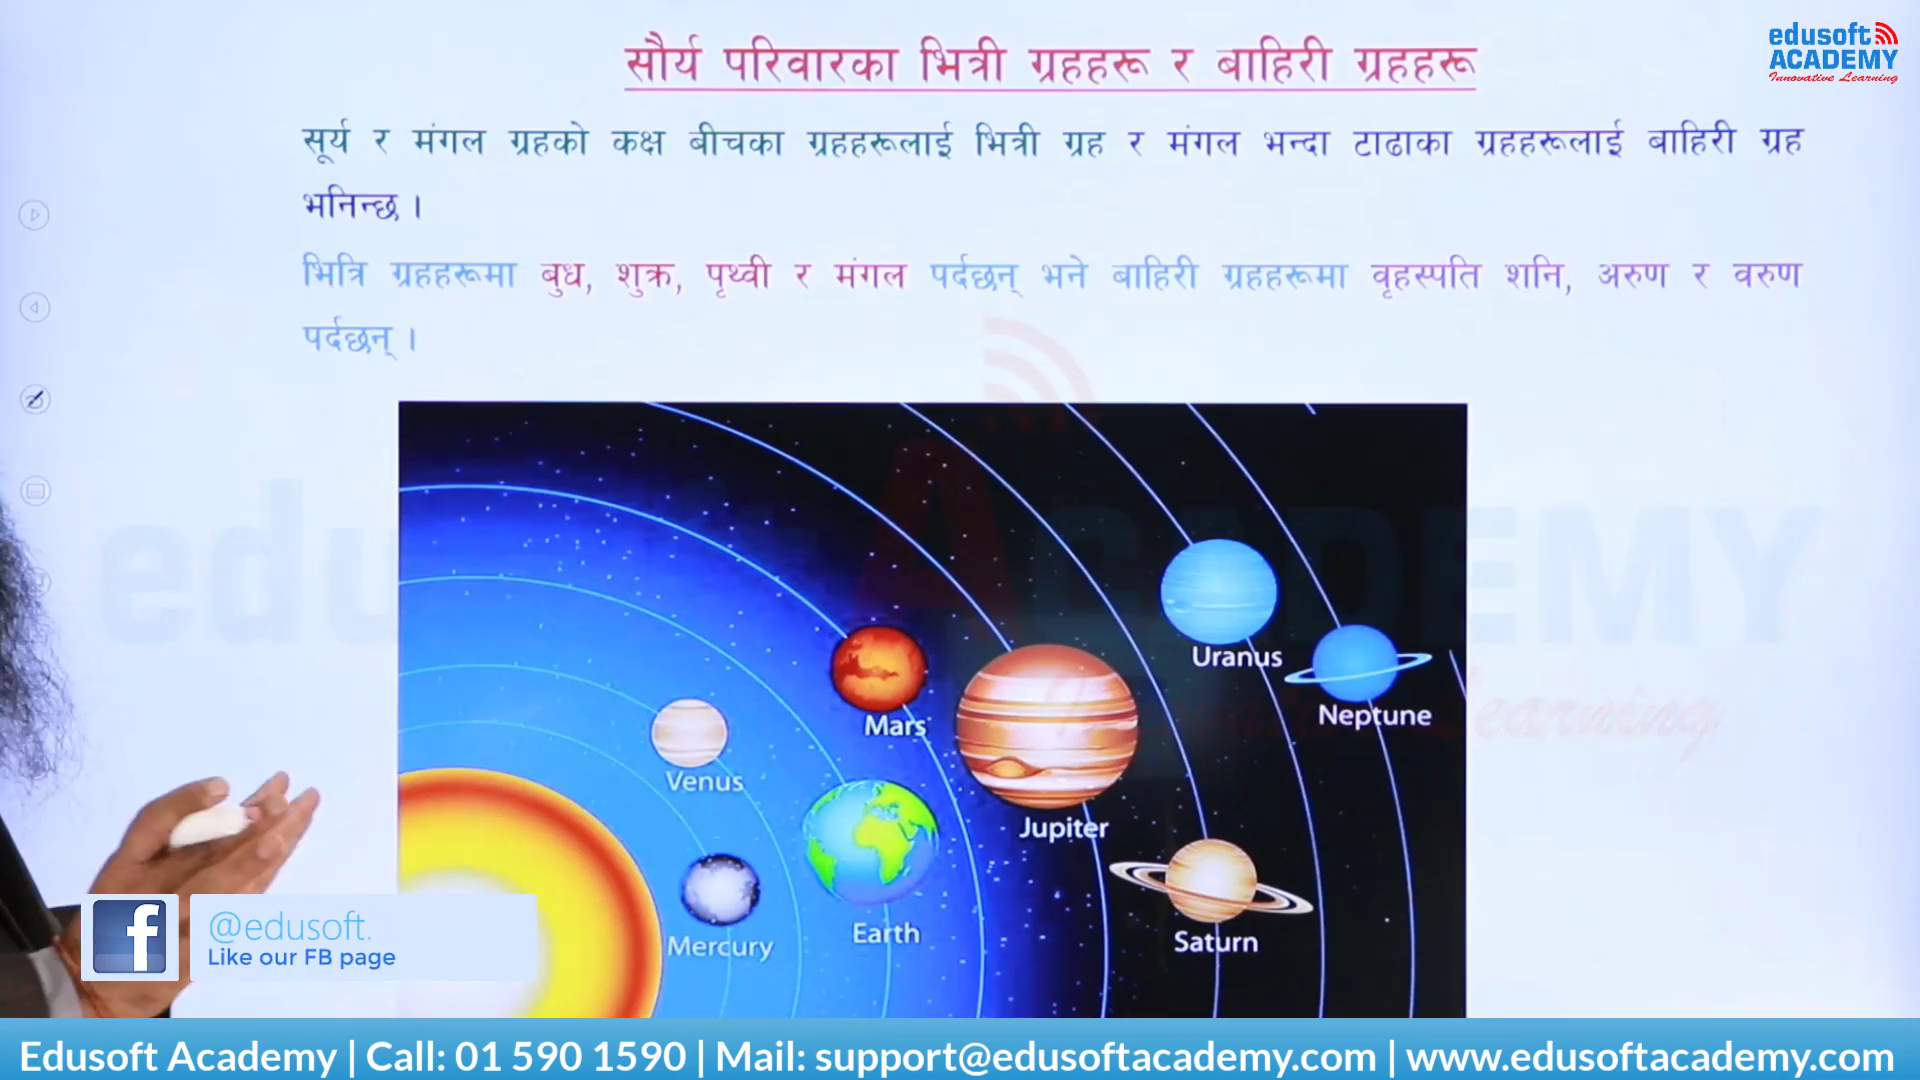 edusoft
ACADEMY
Innovative Learning
सौर्य परिवारका भित्री ग्रहहरू र बाहिरी ग्रहहरू
सूर्य र मंगल ग्रहको कक्ष बीचका ग्रहहरूलाई भित्री ग्रह र मंगल भन्दा टाढाका ग्रहहरूलाई बाहिरी ग्रह
भनिन्छ ।
भित्रि ग्रहहरूमा बुध, शुक्र, पृथ्वी र मंगल पर्दछन् भने बाहिरी ग्रहहरूमा वृहस्पति शनि, अरुण र वरुण
पर्दछन् ।
Uranus
Neptune
Mars
Venus
Jupiter
Earth
Saturn
Mercury
@edusoft.
Like our FB page
Edusoft Academy | Call: 01 590 1590 | Mail: support@edusoftacademy.com | www.edusoftacademy.com